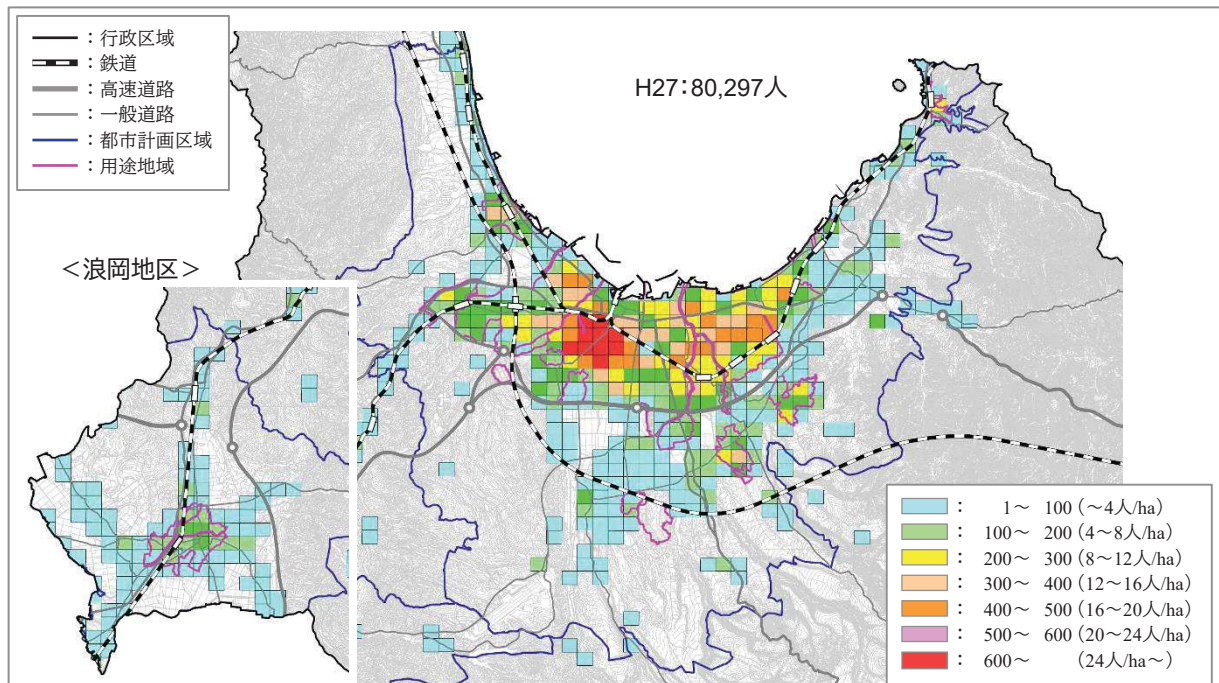 ：行政区域
：鉄道
：高速道路
：一般道路
：都市計画区域
：用途地域
H27：80,297人
＜浪岡地区＞
： 1～ 100（～4人/ha）
： 100～ 200（4～8人/ha）
： 200～ 300（8～12人/ha）
： 300～ 400（12～16人/ha）
： 400～ 500（16～20人/ha）
： 500～ 600（20～24人/ha）
： 600～ （24人/ha～）